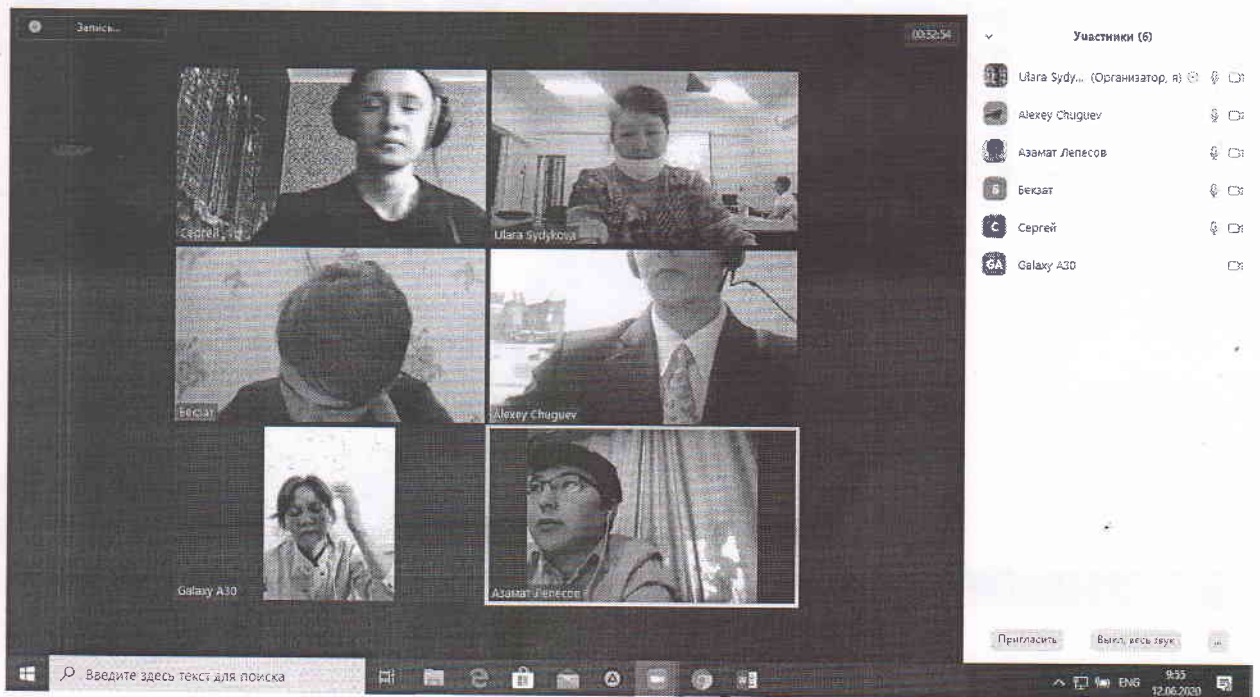 Запись...
00:32:54
Участники (6)
Ulara Sydy... (Организатор, я)
Alexey Chuguev
Азамат Лепесов
Б Бекзат
С Сергей
GA Galaxy A30
Сергей
Ulara Sydykova
Бекзат
Alexey Chuguev
Galaxy A30
Азамат Лепесов
Пригласить
Выкл. весь звук
...
Введите здесь текст для поиска
ENG
9:55
12.06.2020